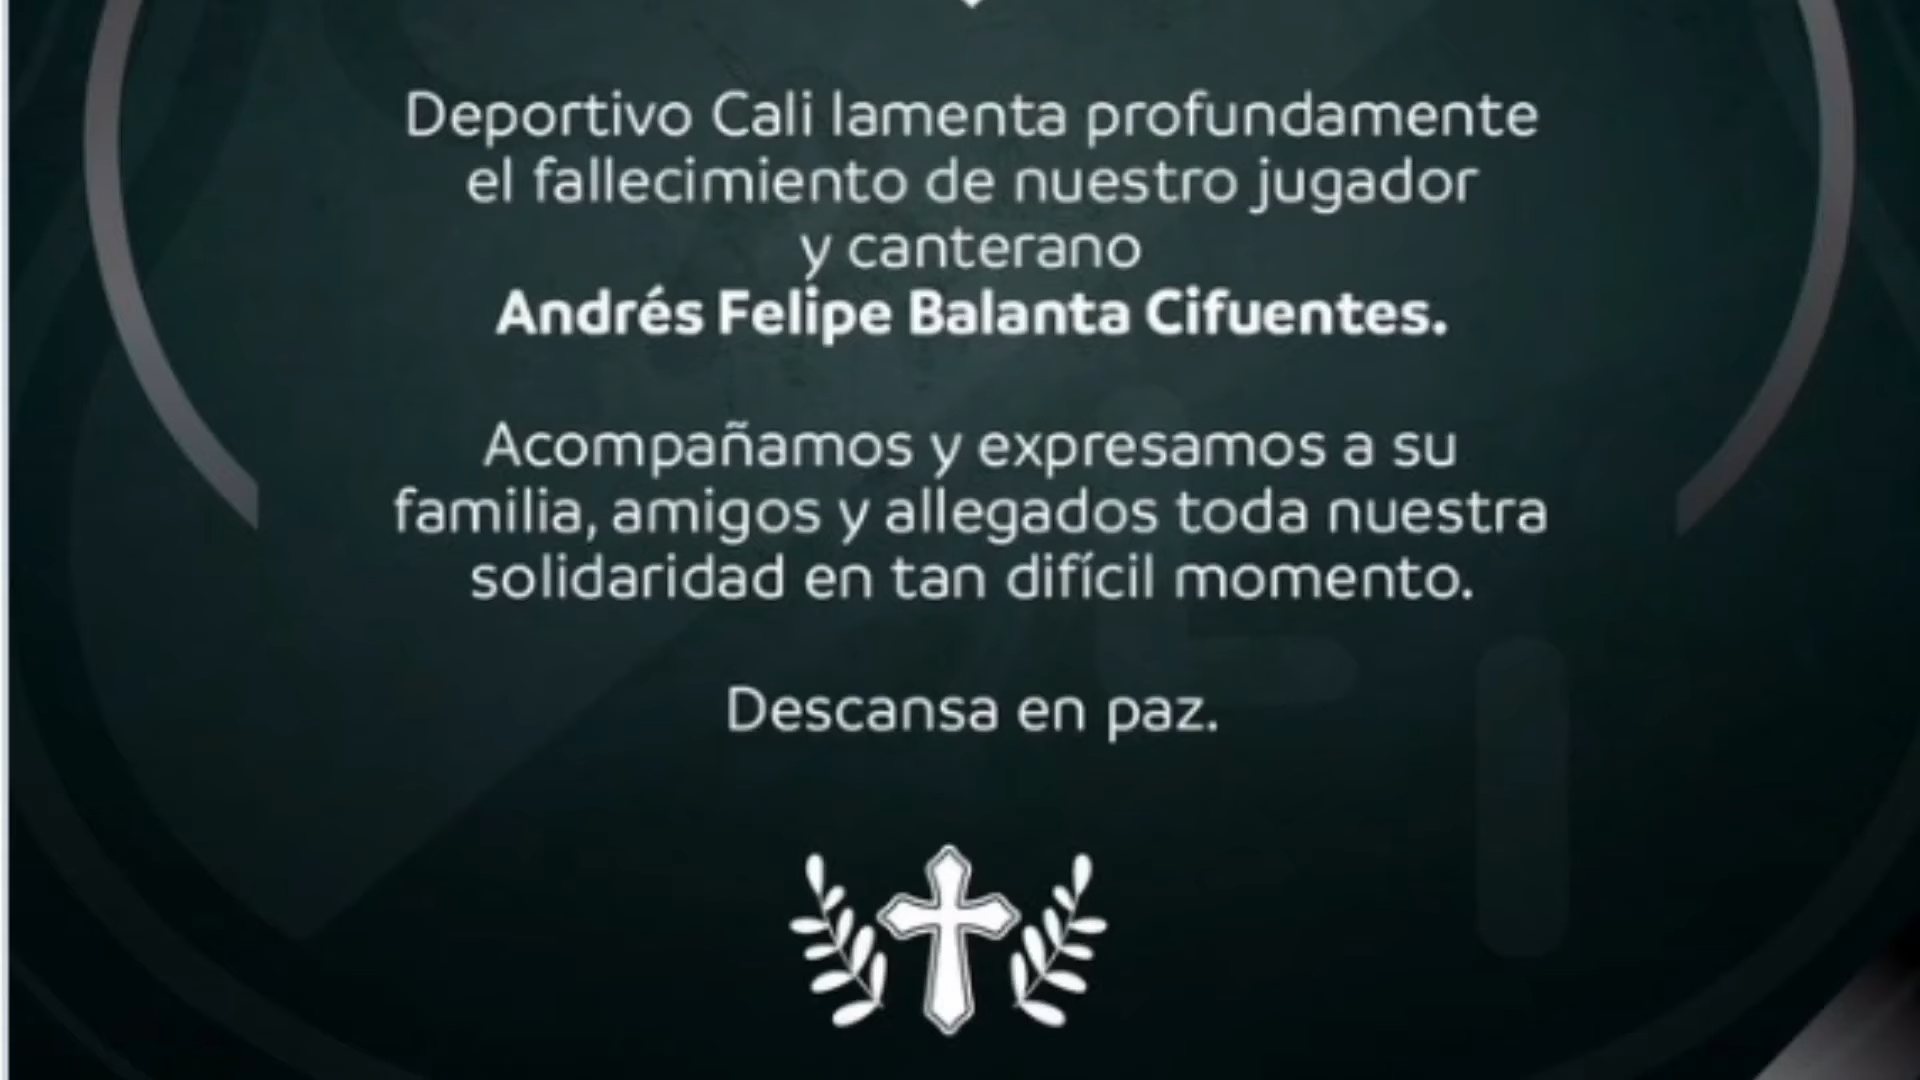 Deportivo Cali lamenta profundamente
el fallecimiento de nuestro jugador
y canterano
Andrés Felipe Balanta Cifuentes.
Acompañamos y expresamos a su
familia, amigos y allegados toda nuestra
solidaridad en tan difícil momento.
Descansa en paz.